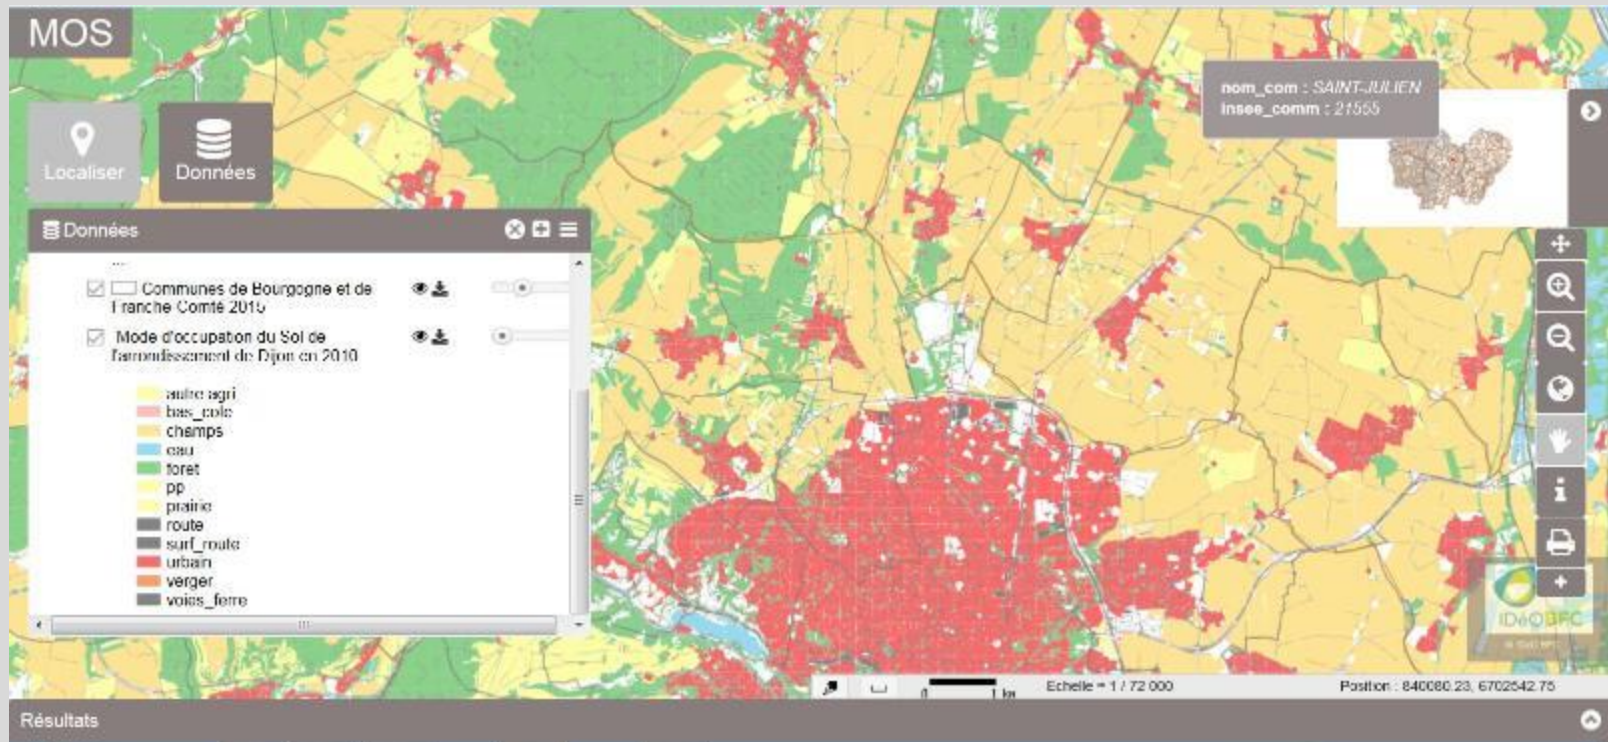 MOS
nom_com : SAINT-JULIEN
insee_comm : 21555
Localiser
Données
Données
...
Communes de Bourgogne et de
Franche Comté 2015
Mode d'occupation du Sol de
l'arrondissement de Dijon en 2010
autre agri
bas_cote
champs
eau
foret
pp
prairie
route
surf_route
urbain
verger
voies_ferre
IDéOBFC
0 1 km
Echelle = 1 / 72 000
Position : 840080.23, 6702542.75
Résultats